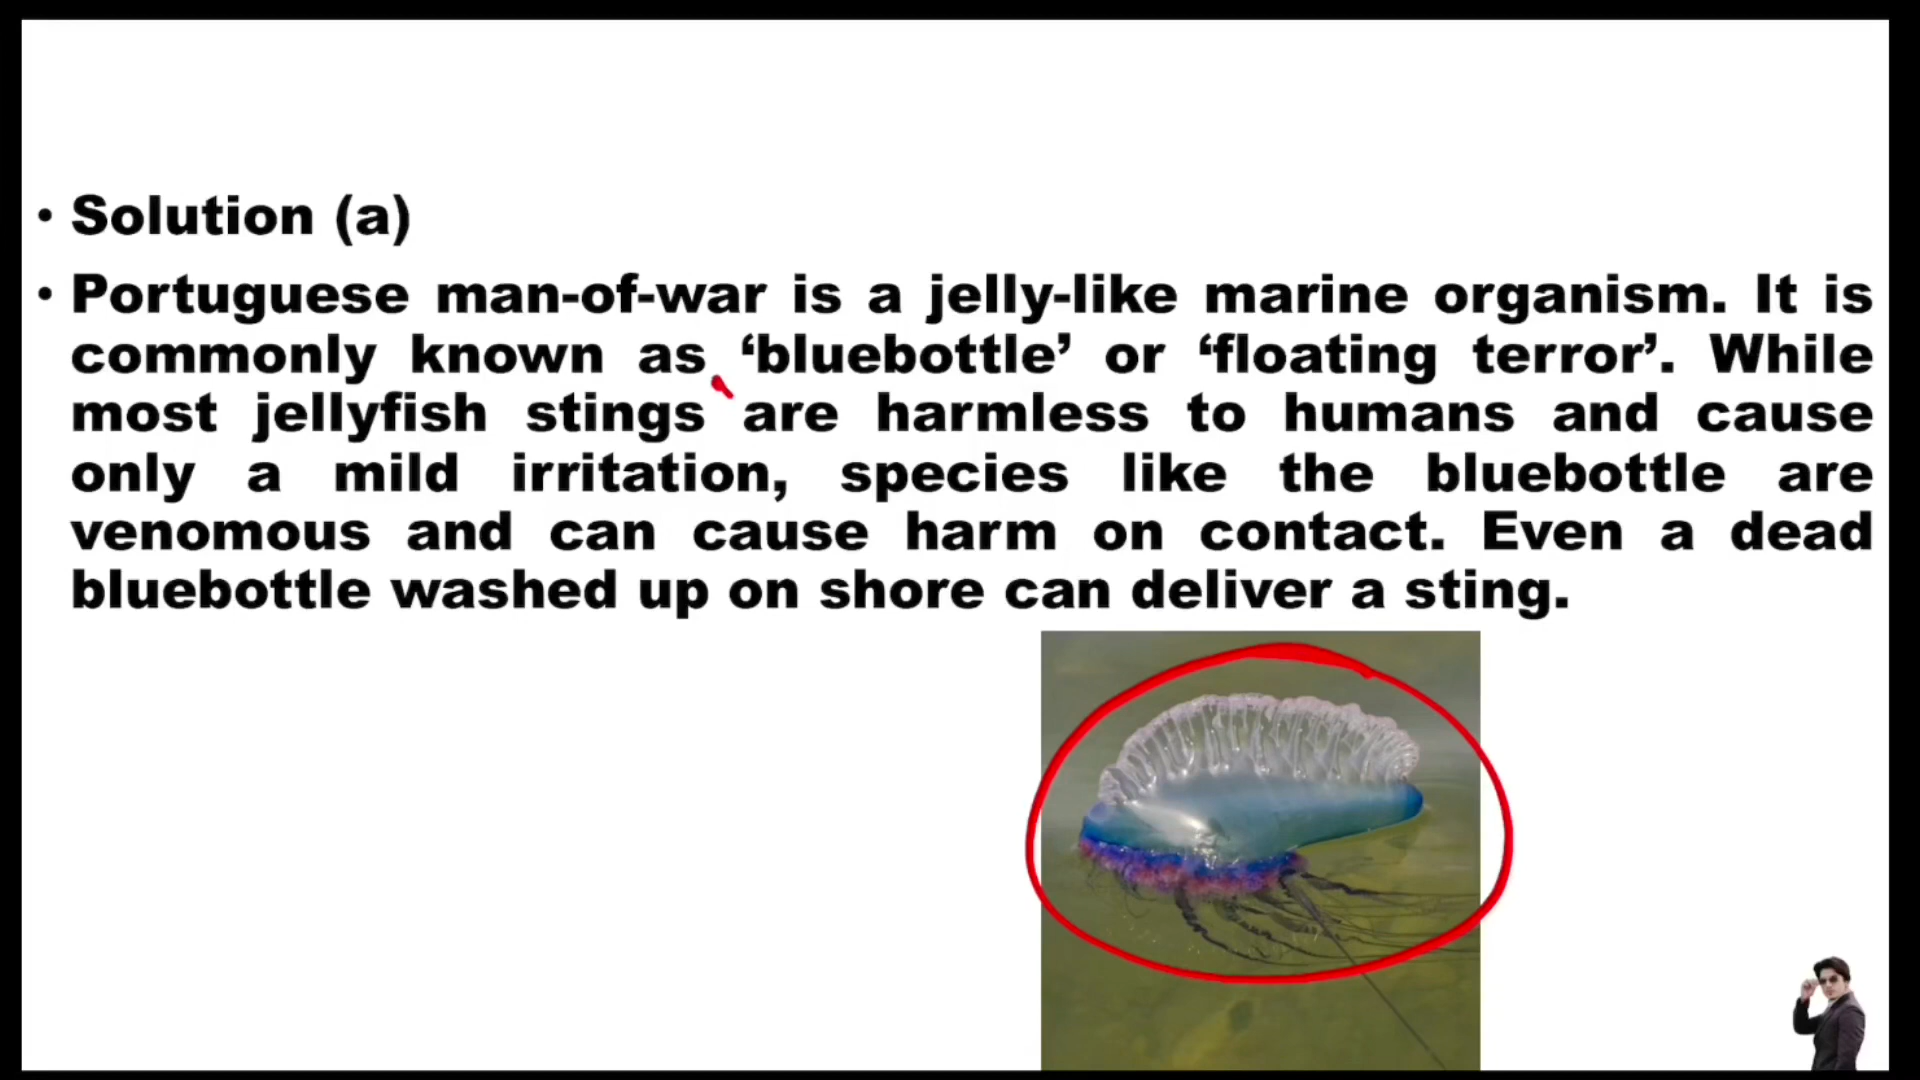 • Solution (a)
• Portuguese man-of-war is a jelly-like marine organism. It is
commonly known as ‘bluebottle’ or ‘floating terror’. While
most jellyfish stings are harmless to humans and cause
only a mild irritation, species like the bluebottle are
venomous and can cause harm on contact. Even a dead
bluebottle washed up on shore can deliver a sting.